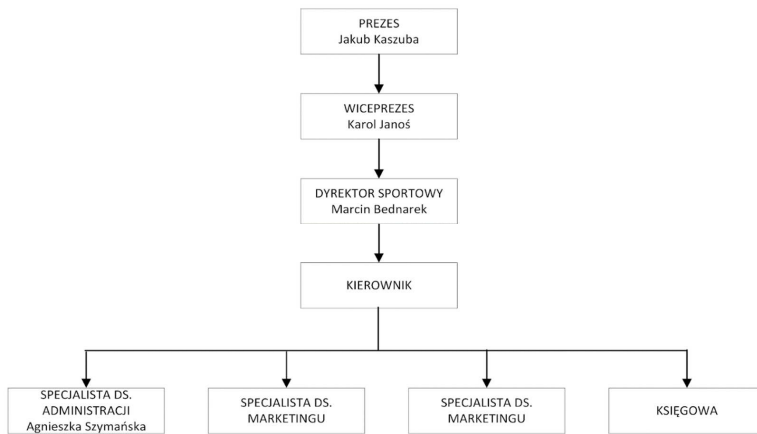 PREZES
Jakub Kaszuba
WICEPREZES
Karol Janoś
DYREKTOR SPORTOWY
Marcin Bednarek
KIEROWNIK
SPECJALISTA DS.
ADMINISTRACJI
Agnieszka Szymańska
SPECJALISTA DS.
MARKETINGU
SPECJALISTA DS.
MARKETINGU
KSIĘGOWA